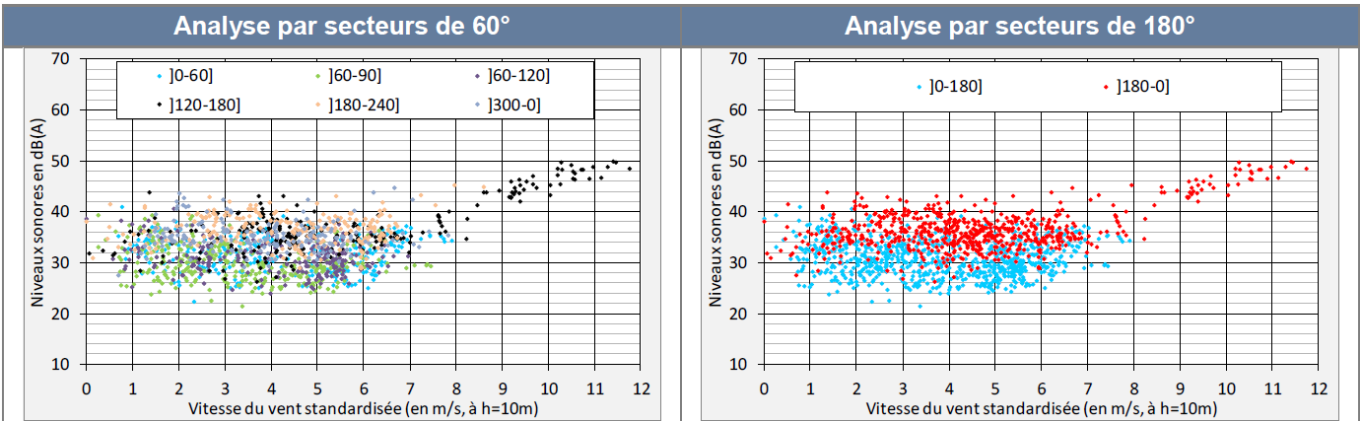 Analyse par secteurs de 60°
Analyse par secteurs de 180°
70
60
50
40
30
20
10
Niveaux sonores en dB(A)
]0-60]
]60-90]
]60-120]
]120-180]
]180-240]
]300-0]
0 1 2 3 4 5 6 7 8 9 10 11 12
Vitesse du vent standardisée (en m/s, à h=10m)
70
60
50
40
30
20
10
Niveaux sonores en dB(A)
]0-180]
]180-0]
0 1 2 3 4 5 6 7 8 9 10 11 12
Vitesse du vent standardisée (en m/s, à h=10m)